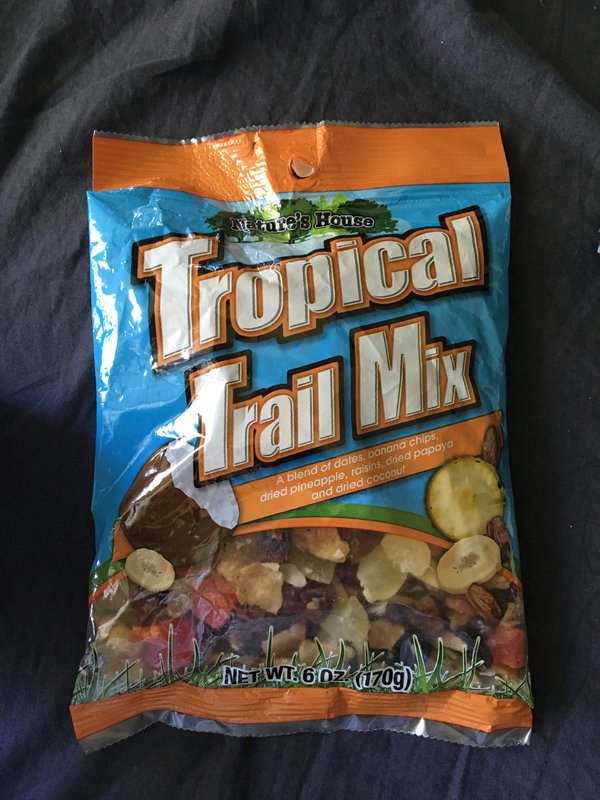 Nature's House
Tropical
Trail Mix
A blend of dates, banana chips,
dried pineapple, raisins, dried papaya
and dried coconut
NET WT. 6 OZ. (170g)